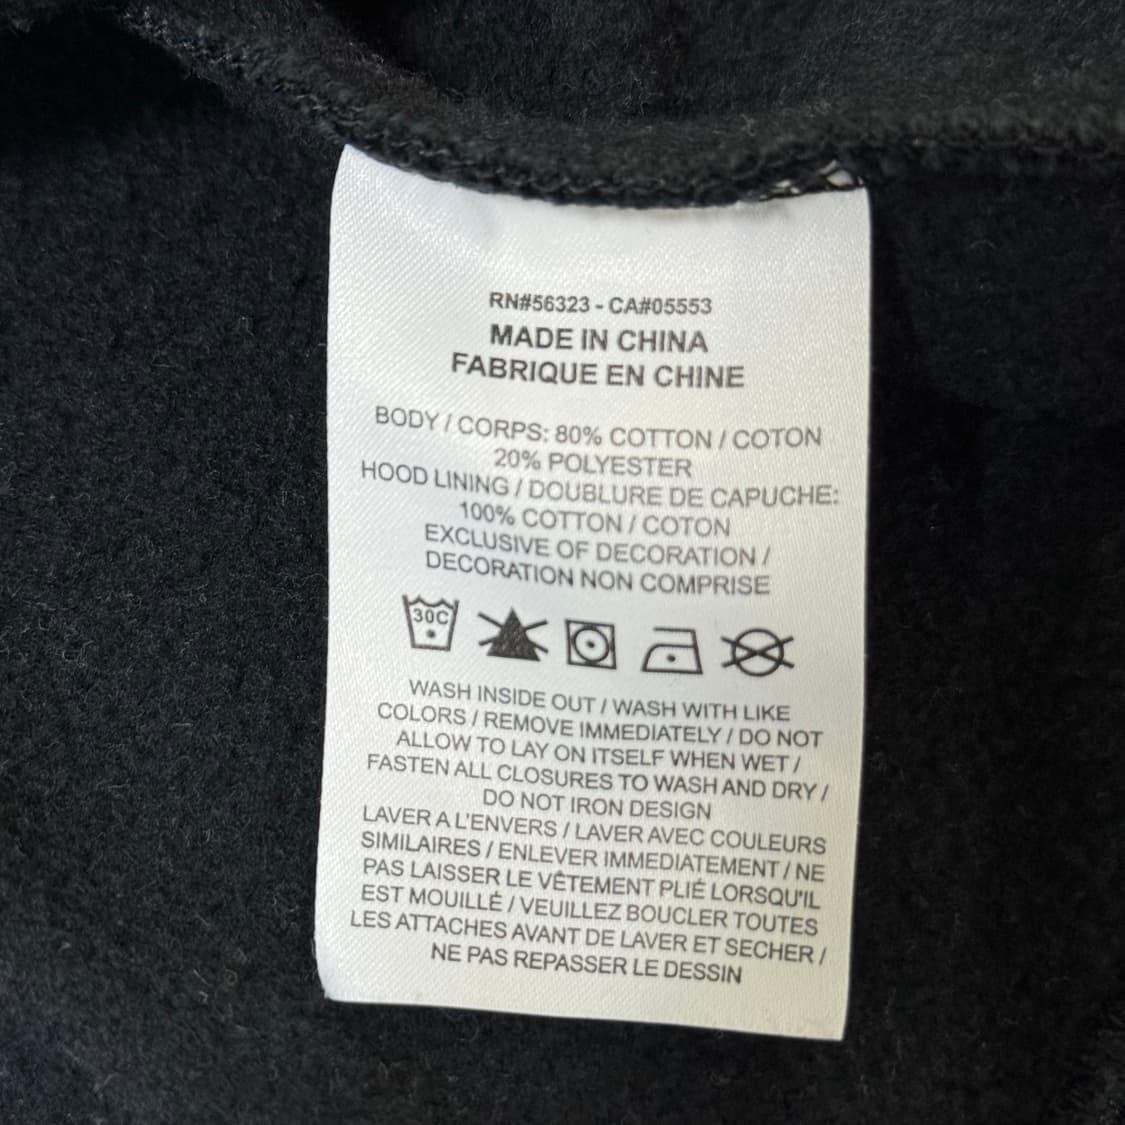 RN#56323 - CA#05553
MADE IN CHINA
FABRIQUE EN CHINE
BODY / CORPS: 80% COTTON / COTON
20% POLYESTER
HOOD LINING / DOUBLURE DE CAPUCHE:
100% COTTON / COTON
EXCLUSIVE OF DECORATION /
DECORATION NON COMPRISE
30C
WASH INSIDE OUT / WASH WITH LIKE
COLORS / REMOVE IMMEDIATELY / DO NOT
ALLOW TO LAY ON ITSELF WHEN WET /
FASTEN ALL CLOSURES TO WASH AND DRY /
DO NOT IRON DESIGN
LAVER A L'ENVERS / LAVER AVEC COULEURS
SIMILAIRES / ENLEVER IMMEDIATEMENT / NE
PAS LAISSER LE VÊTEMENT PLIÉ LORSQU'IL
EST MOUILLÉ / VEUILLEZ BOUCLER TOUTES
LES ATTACHES AVANT DE LAVER ET SECHER /
NE PAS REPASSER LE DESSIN